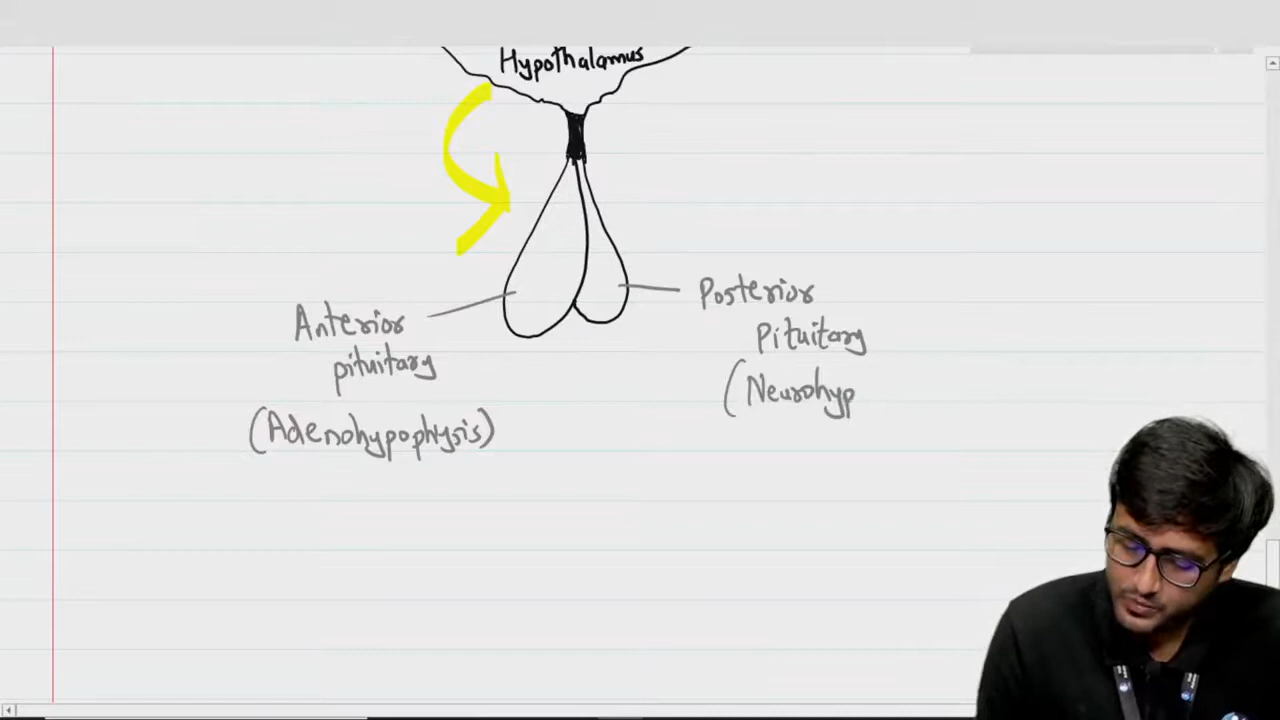 Hypothalamus
Anterior
pituitary
(Adenohypophysis)
Posterior
Pituitary
(Neurohyp